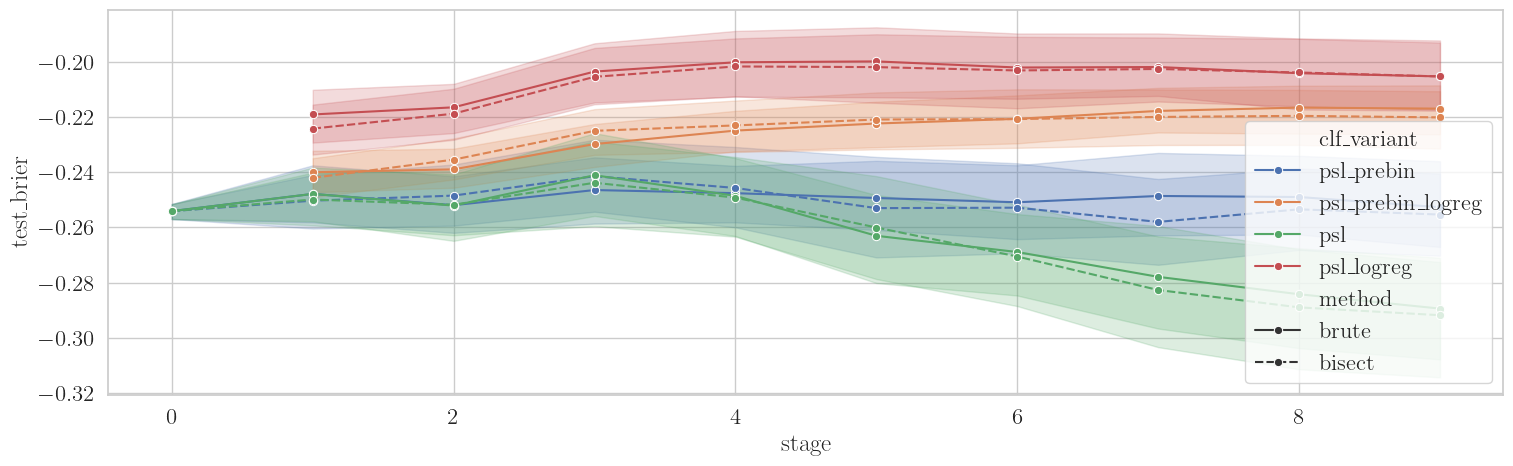 −0.20
−0.22
−0.24
−0.26
−0.28
−0.30
−0.32
test_brier
0
2
4
6
8
stage
clf_variant
psl_prebin
psl_prebin_logreg
psl
psl_logreg
method
brute
bisect